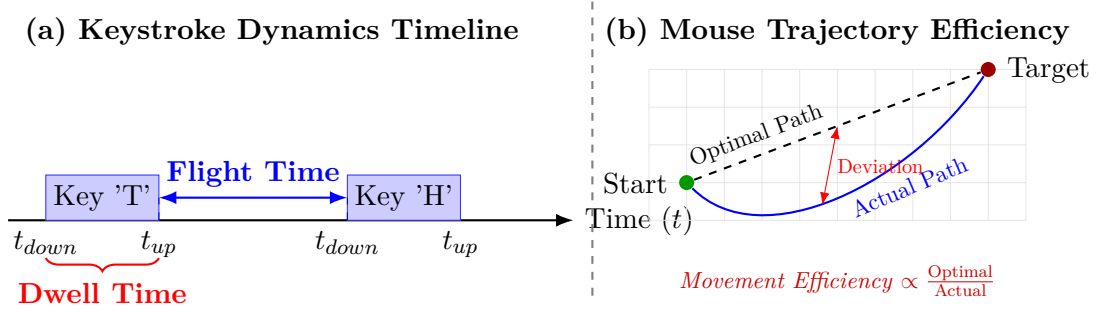 (a) Keystroke Dynamics Timeline
Flight Time
Key 'T'
Key 'H'
t_down
t_up
t_down
t_up
Time (t)
Dwell Time
(b) Mouse Trajectory Efficiency
Target
Optimal Path
Deviation
Start
Actual Path
Movement Efficiency ∝ Optimal/Actual